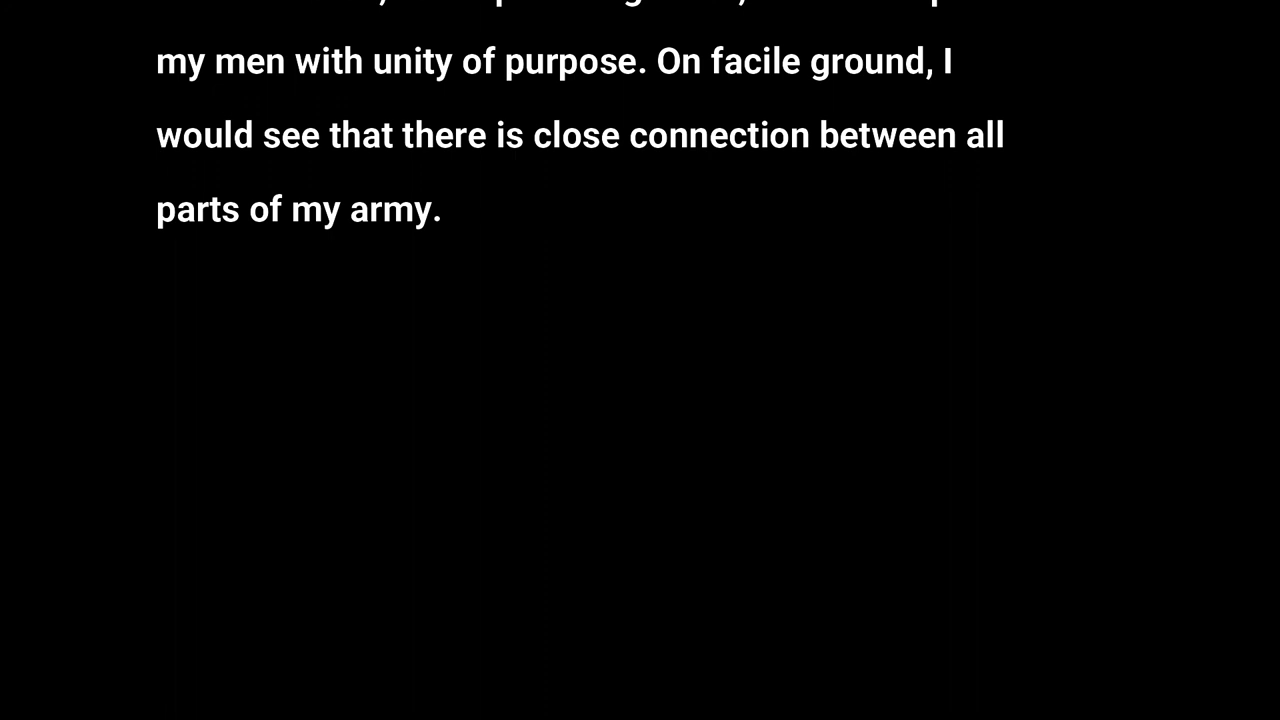 my men with unity of purpose. On facile ground, I
would see that there is close connection between all
parts of my army.